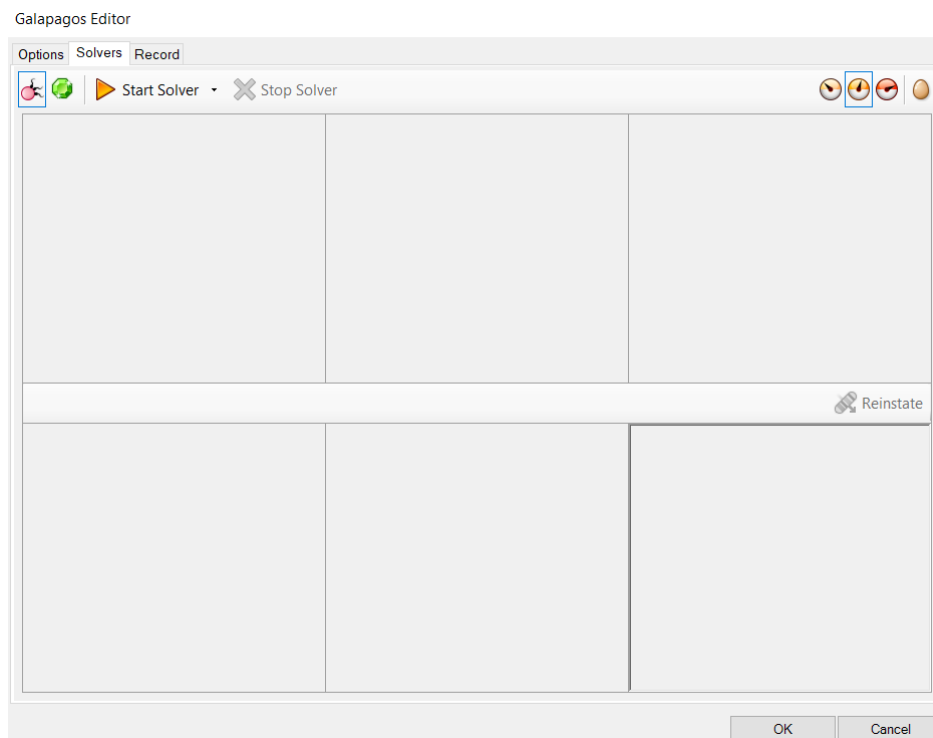 Galapagos Editor
Options Solvers Record
Start Solver Stop Solver
Reinstate
OK Cancel